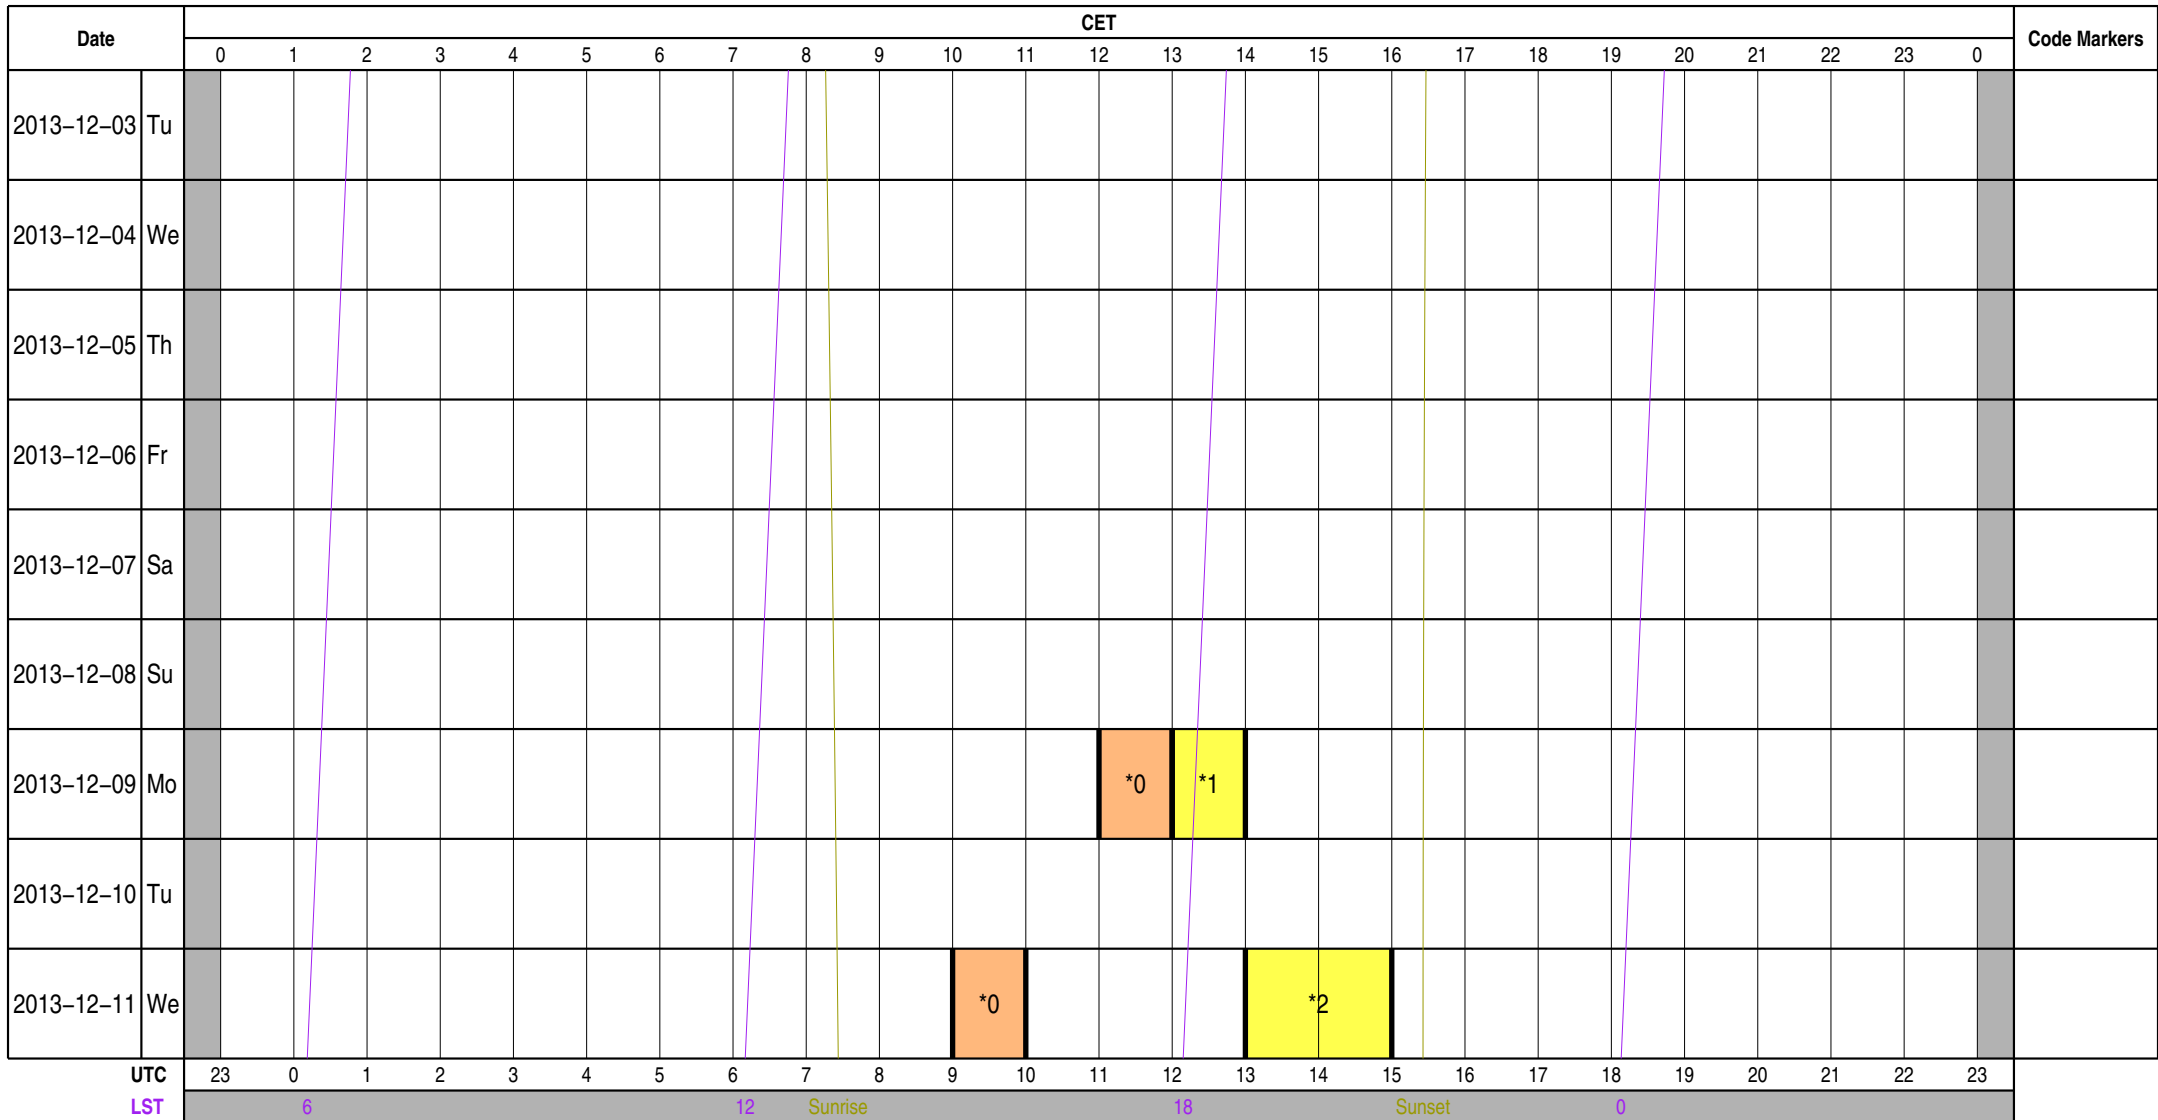 Date CET Code Markers
0 1 2 3 4 5 6 7 8 9 10 11 12 13 14 15 16 17 18 19 20 21 22 23 0
2013−12−03 Tu
2013−12−04 We
2013−12−05 Th
2013−12−06 Fr
2013−12−07 Sa
2013−12−08 Su
2013−12−09 Mo *0 *1
2013−12−10 Tu
2013−12−11 We *0 *2
UTC 23 0 1 2 3 4 5 6 7 8 9 10 11 12 13 14 15 16 17 18 19 20 21 22 23
LST 6 12 Sunrise 18 Sunset 0